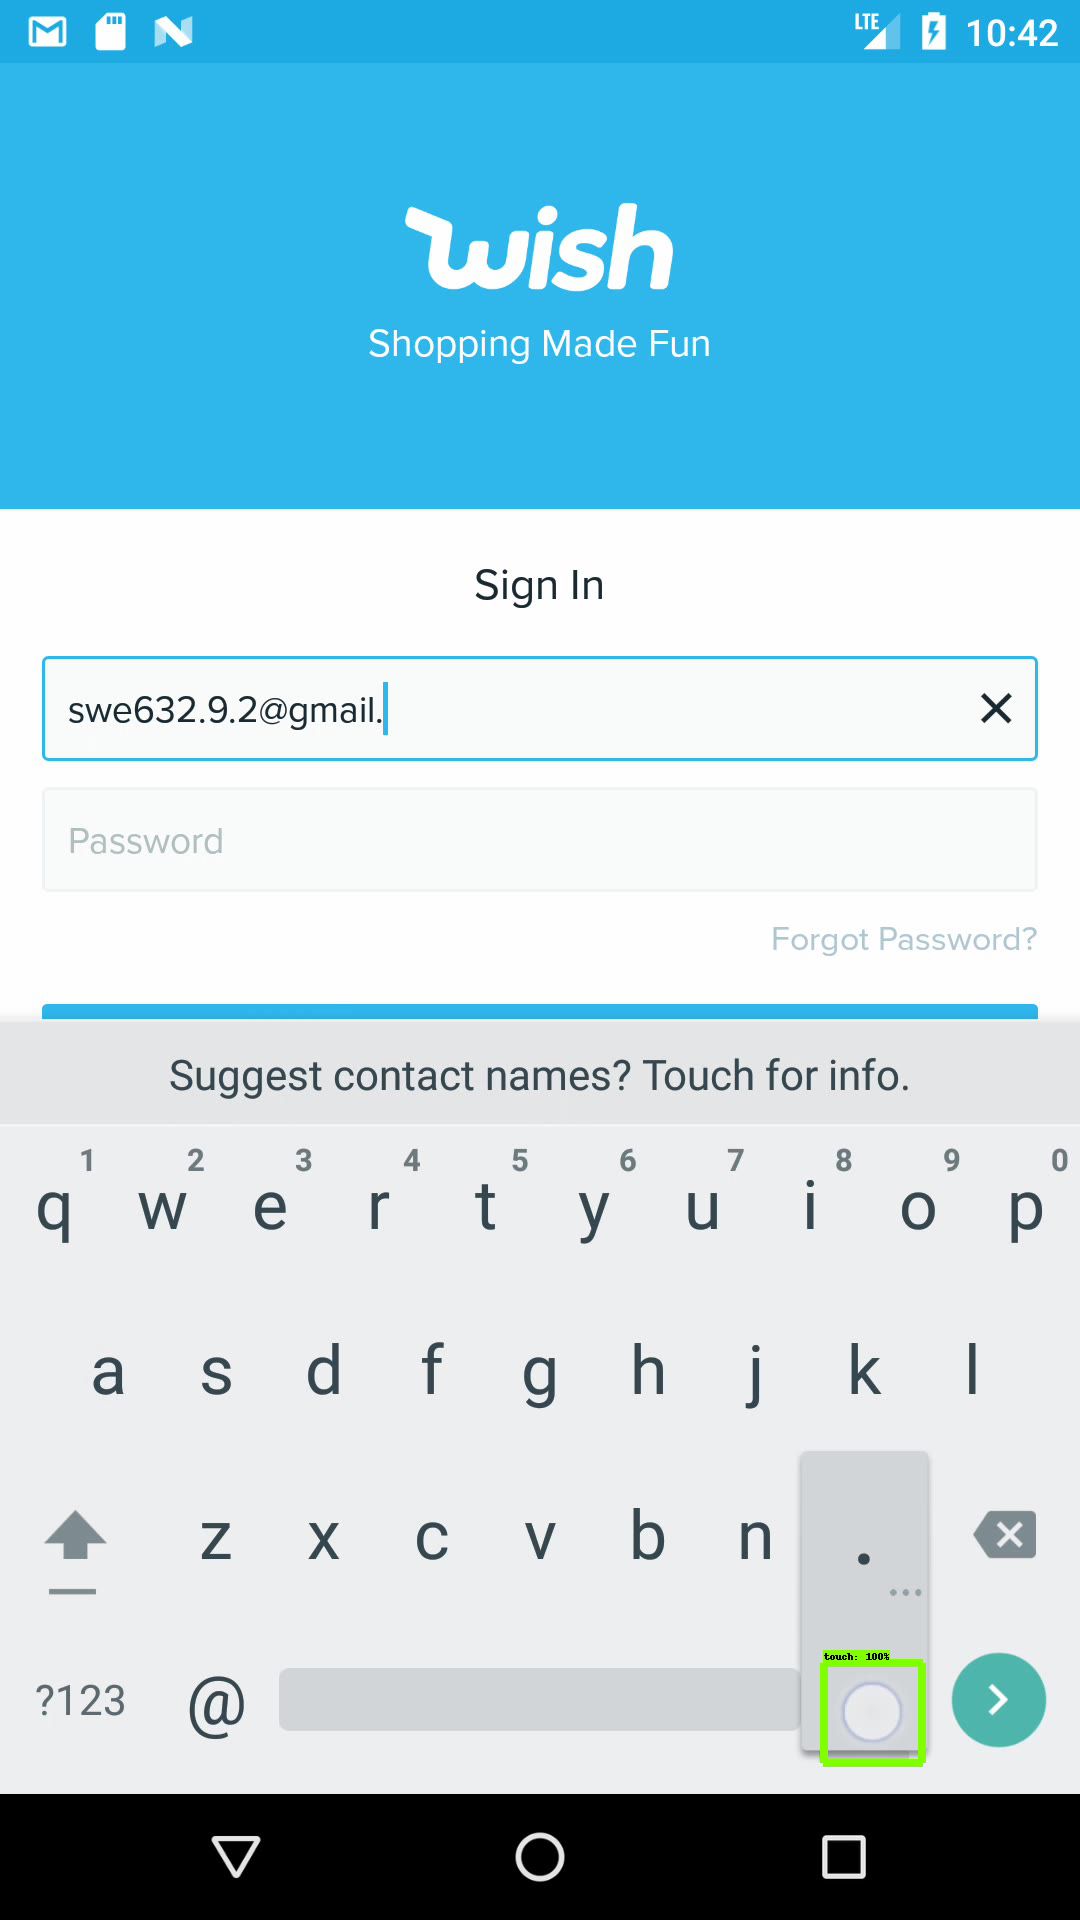 LTE 10:42
wish
Shopping Made Fun
Sign In
swe632.9.2@gmail.
Password
Forgot Password?
Suggest contact names? Touch for info.
1 2 3 4 5 6 7 8 9 0
q w e r t y u i o p
a s d f g h j k l
z x c v b n .
touch: 100%
?123 @